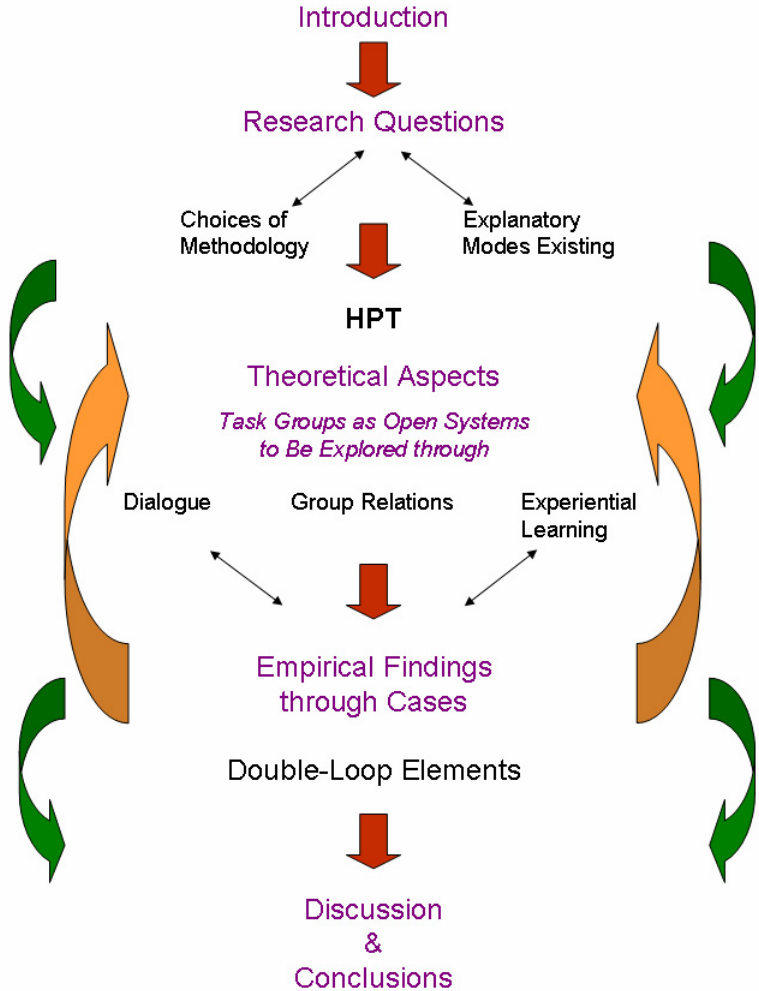 Introduction
Research Questions
Choices of
Methodology
Explanatory
Modes Existing
HPT
Theoretical Aspects
Task Groups as Open Systems
to Be Explored through
Dialogue
Group Relations
Experiential
Learning
Empirical Findings
through Cases
Double-Loop Elements
Discussion
&
Conclusions